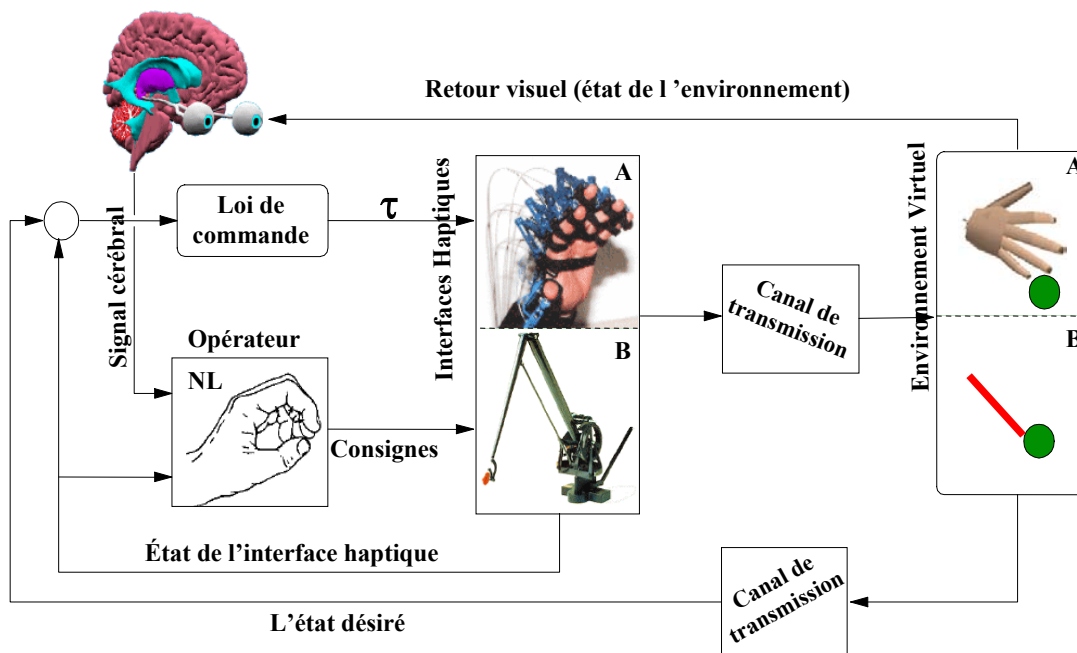 Retour visuel (état de l ’environnement)
Signal cérébral
Loi de
commande
τ
Interfaces Haptiques
A
B
Canal de
transmission
Environnement Virtuel
A
B
Opérateur
NL
Consignes
État de l’interface haptique
L’état désiré
Canal de
transmission